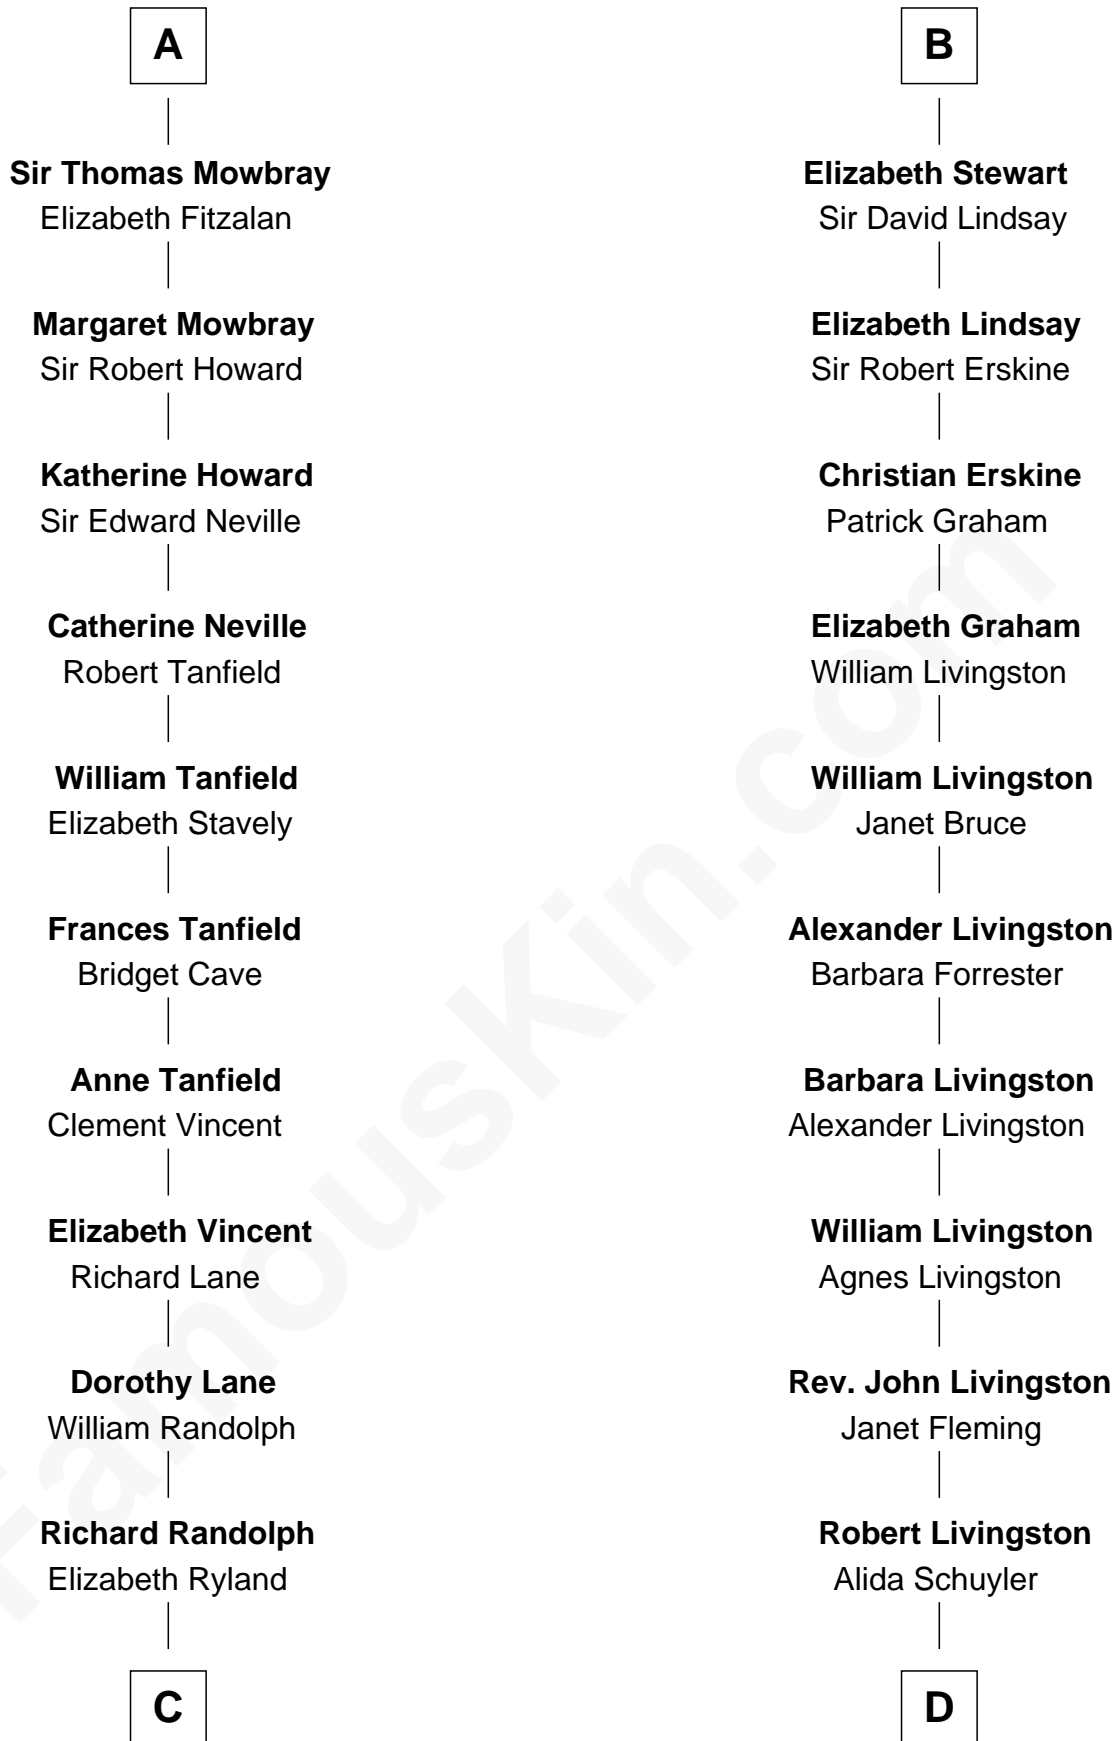 A
Sir Thomas Mowbray
Elizabeth Fitzalan
Margaret Mowbray
Sir Robert Howard
Katherine Howard
Sir Edward Neville
Catherine Neville
Robert Tanfield
William Tanfield
Elizabeth Stavely
Frances Tanfield
Bridget Cave
Anne Tanfield
Clement Vincent
Elizabeth Vincent
Richard Lane
Dorothy Lane
William Randolph
Richard Randolph
Elizabeth Ryland
C
B
Elizabeth Stewart
Sir David Lindsay
Elizabeth Lindsay
Sir Robert Erskine
Christian Erskine
Patrick Graham
Elizabeth Graham
William Livingston
William Livingston
Janet Bruce
Alexander Livingston
Barbara Forrester
Barbara Livingston
Alexander Livingston
William Livingston
Agnes Livingston
Rev. John Livingston
Janet Fleming
Robert Livingston
Alida Schuyler
D
FamousKin.com